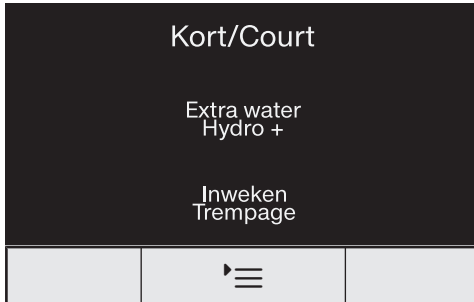 Kort/Court
Extra water
Hydro +
Inweken
Trempage